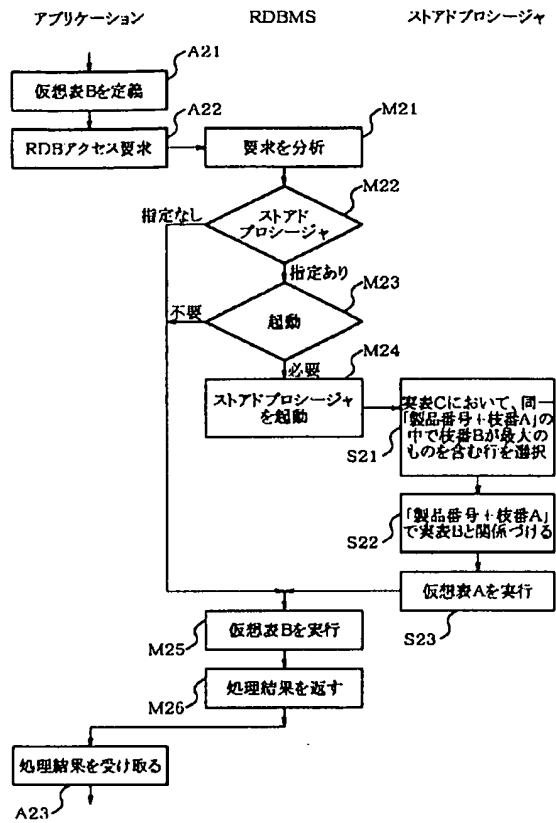 アプリケーション
RDBMS
ストアドプロシージャ
A21
仮想表Bを定義
A22
RDBアクセス要求
M21
要求を分析
M22
指定なし
ストアド
プロシージャ
指定あり
M23
不要
起動
必要
M24
ストアドプロシージャ
を起動
実表Cにおいて、同一
「製品番号+枝番A」の
中で枝番Bが最大の
ものを含む行を選択
S21
「製品番号+枝番A」
で実表Bと関係づける
S22
仮想表Aを実行
S23
仮想表Bを実行
M25
処理結果を返す
M26
処理結果を受け取る
A23